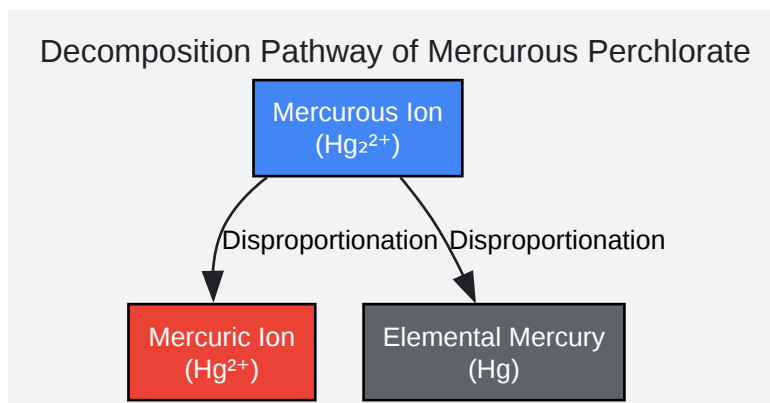 Decomposition Pathway of Mercurous Perchlorate
Mercurous Ion
(Hg₂²⁺)
Disproportionation
Disproportionation
Mercuric Ion
(Hg²⁺)
Elemental Mercury
(Hg)